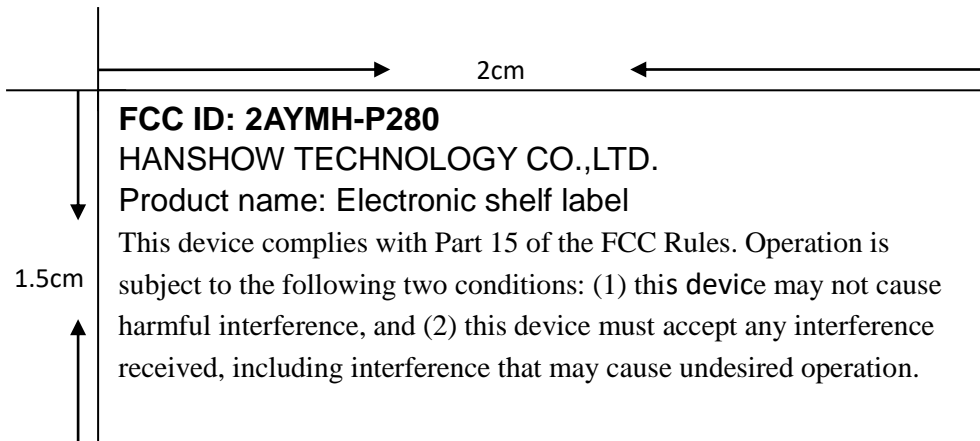 2cm
FCC ID: 2AYMH-P280
HANSHOW TECHNOLOGY CO.,LTD.
Product name: Electronic shelf label
This device complies with Part 15 of the FCC Rules. Operation is
1.5cm
subject to the following two conditions: (1) this device may not cause
harmful interference, and (2) this device must accept any interference
received, including interference that may cause undesired operation.